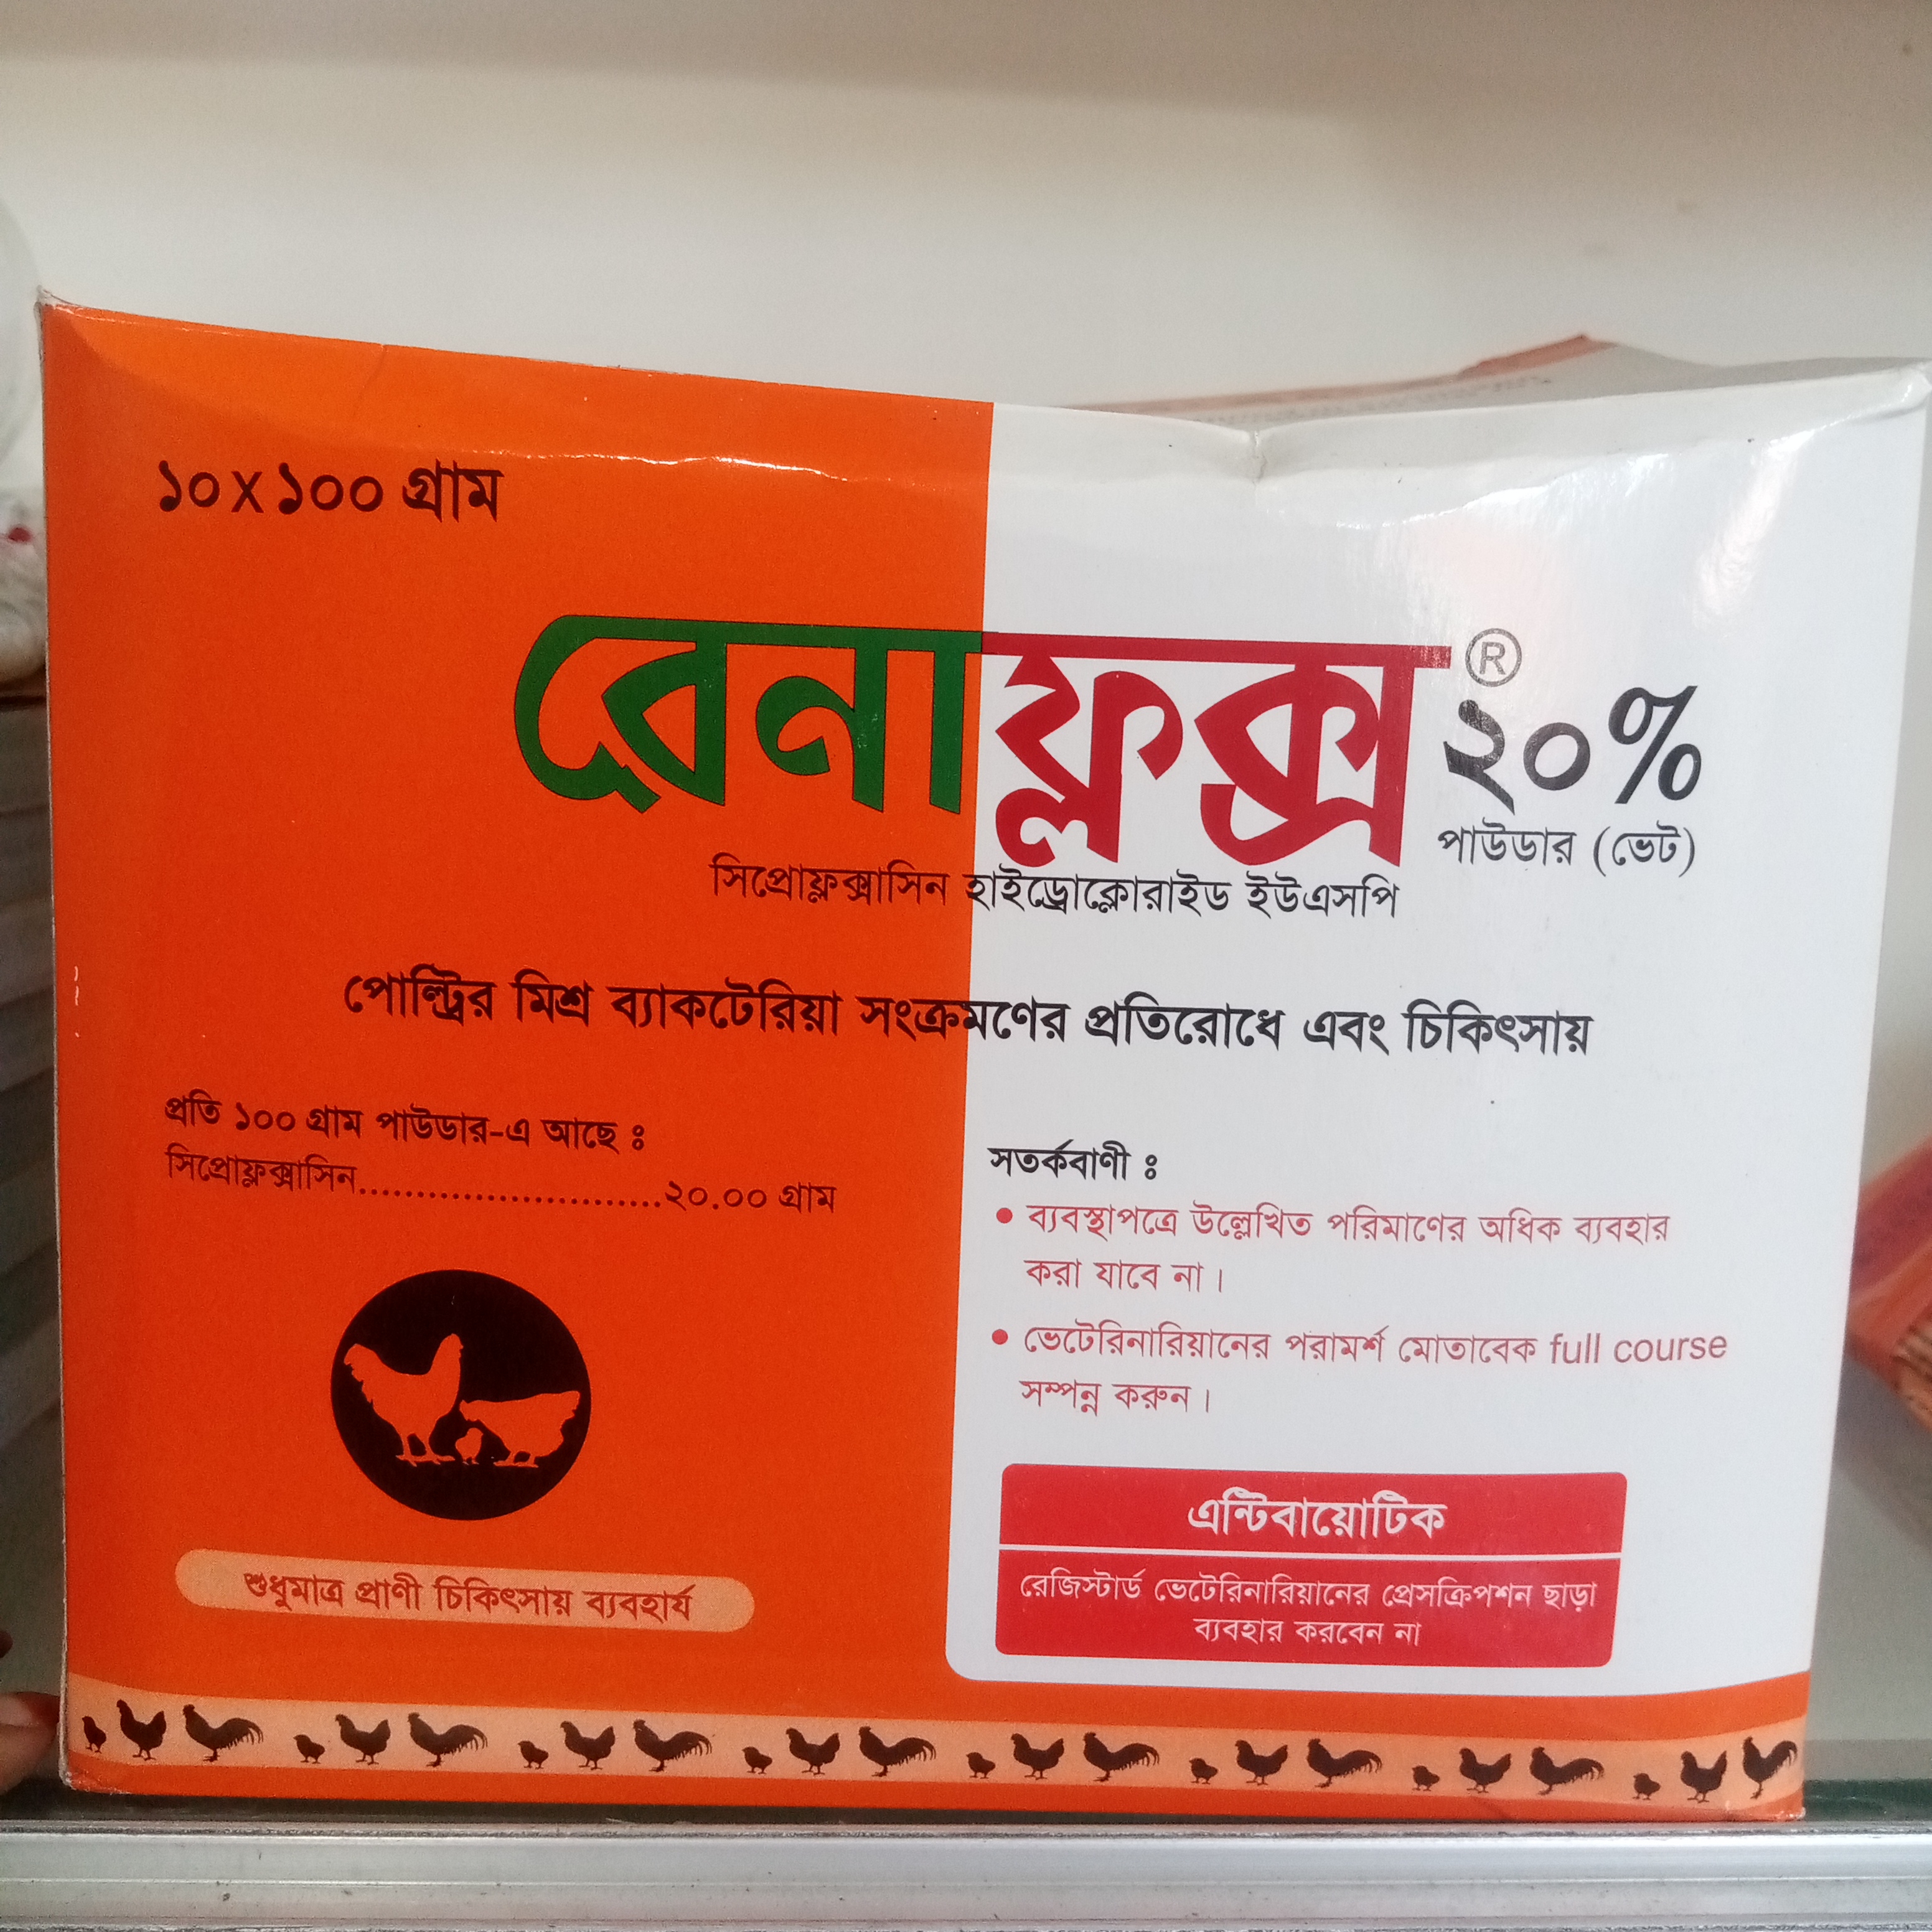 ১০ X ১০০ গ্রাম
রেনাফ্লক্স® ২০%
পাউডার (ভেট)
সিপ্রোফ্লক্সাসিন হাইড্রোক্লোরাইড ইউএসপি
পোল্ট্রির মিশ্র ব্যাকটেরিয়া সংক্রমণের প্রতিরোধে এবং চিকিৎসায়
প্রতি ১০০ গ্রাম পাউডার-এ আছে ঃ
সিপ্রোফ্লক্সাসিন..........................২০.০০ গ্রাম
শুধুমাত্র প্রাণী চিকিৎসায় ব্যবহার্য
সতর্কবাণী ঃ
• ব্যবস্থাপত্রে উল্লেখিত পরিমাণের অধিক ব্যবহার
করা যাবে না।
• ভেটেরিনারিয়ানের পরামর্শ মোতাবেক full course
সম্পন্ন করুন।
এন্টিবায়োটিক
রেজিস্টার্ড ভেটেরিনারিয়ানের প্রেসক্রিপশন ছাড়া
ব্যবহার করবেন না